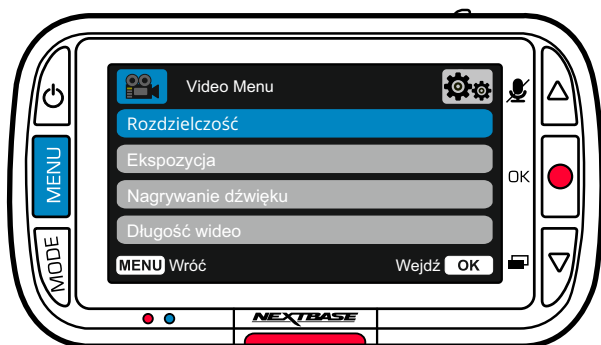 Video Menu
Rozdzielczość
Ekspozycja
Nagrywanie dźwięku
Długość wideo
MENU Wróć
Wejdź OK
MENU
MODE
OK
NEXTBASE